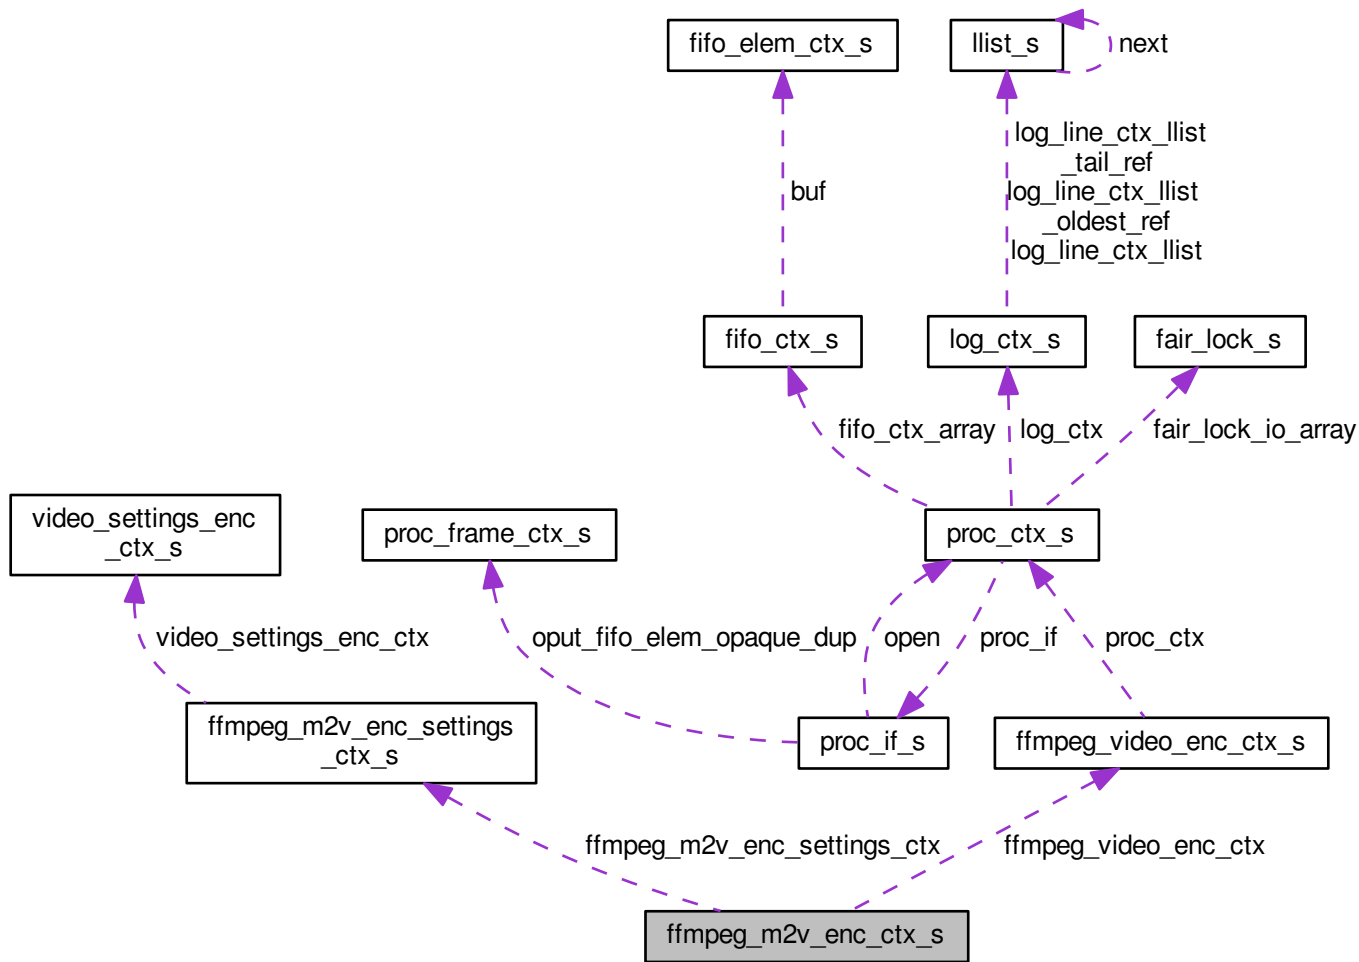 fifo_elem_ctx_s
llist_s
next
log_line_ctx_llist
_tail_ref
log_line_ctx_llist
_oldest_ref
log_line_ctx_llist
buf
fifo_ctx_s
log_ctx_s
fair_lock_s
fifo_ctx_array
log_ctx
fair_lock_io_array
video_settings_enc
_ctx_s
proc_frame_ctx_s
proc_ctx_s
video_settings_enc_ctx
oput_fifo_elem_opaque_dup
open
proc_if
proc_ctx
ffmpeg_m2v_enc_settings
_ctx_s
proc_if_s
ffmpeg_video_enc_ctx_s
ffmpeg_m2v_enc_settings_ctx
ffmpeg_video_enc_ctx
ffmpeg_m2v_enc_ctx_s